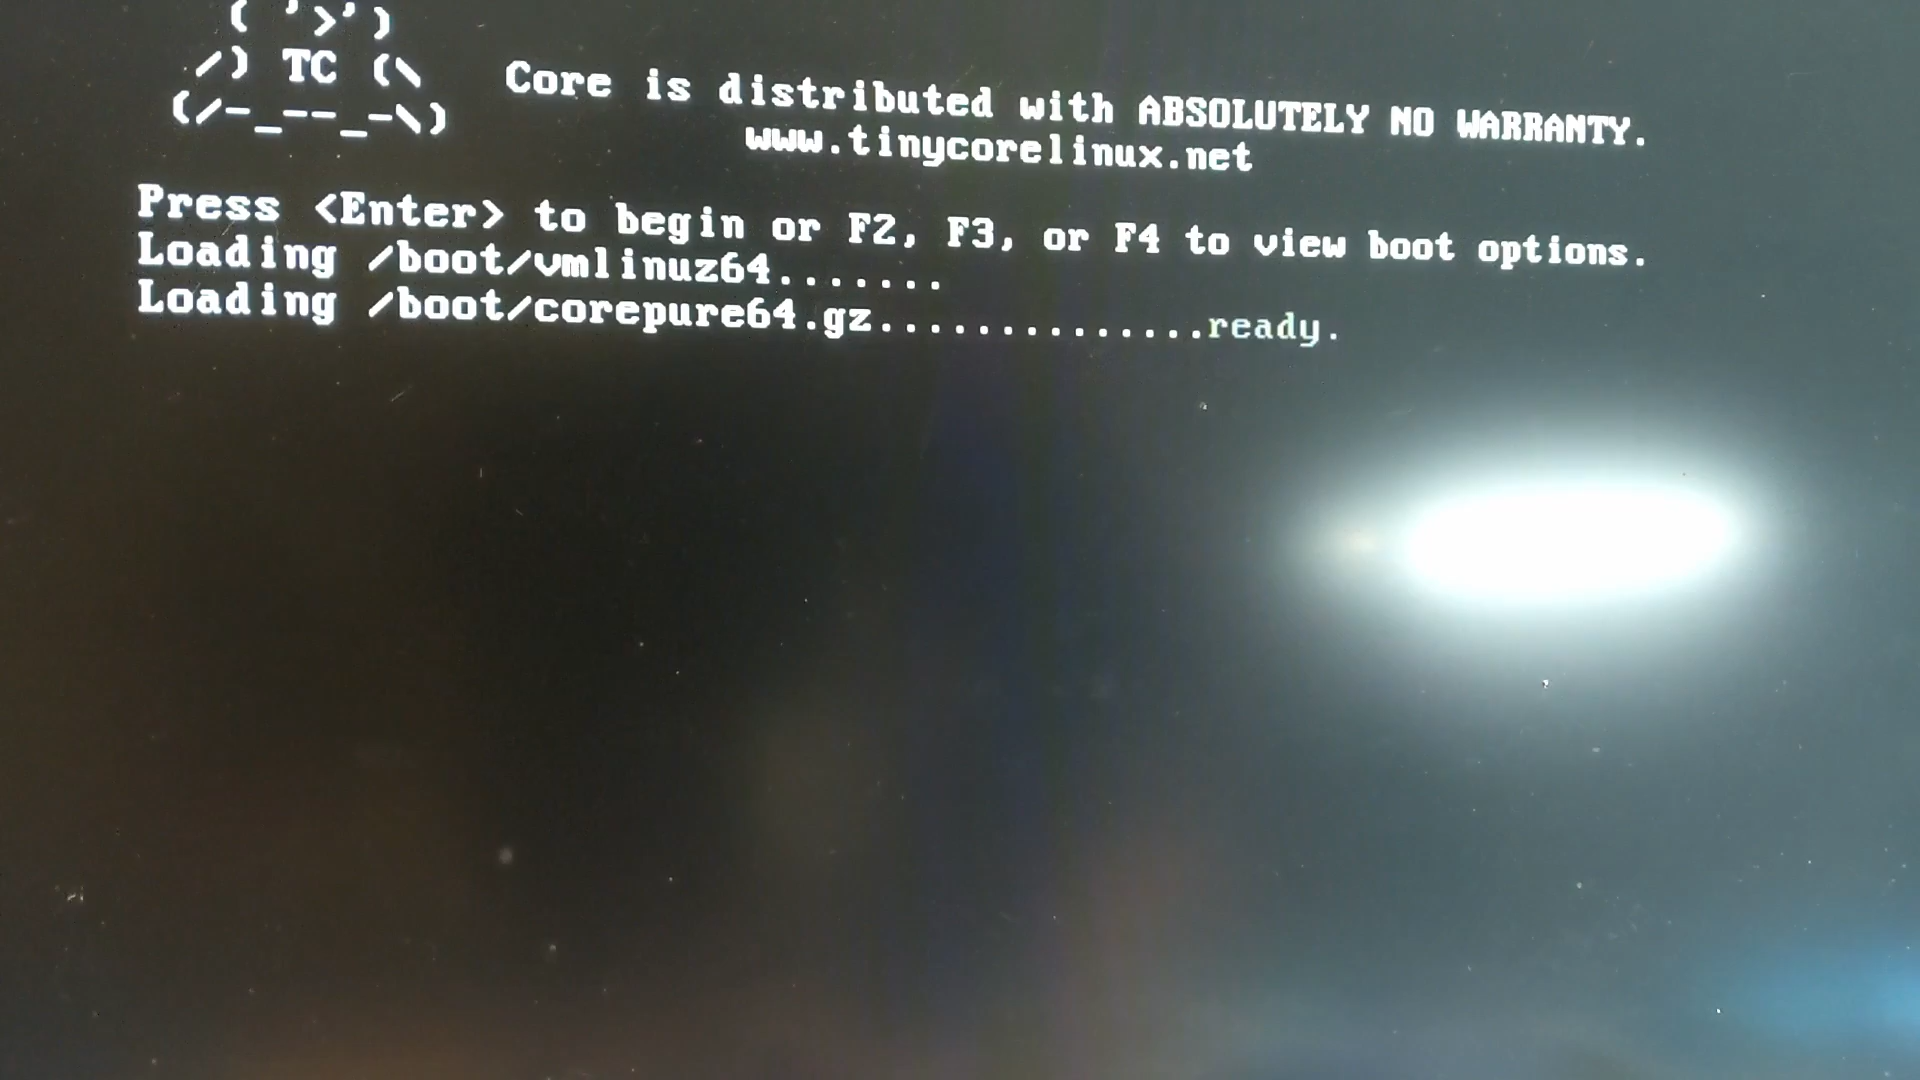 ( '>')
/) TC (\
(/-_--_-\)
Core is distributed with ABSOLUTELY NO WARRANTY.
www.tinycorelinux.net
Press <Enter> to begin or F2, F3, or F4 to view boot options.
Loading /boot/vmlinuz64.......
Loading /boot/corepure64.gz..............ready.